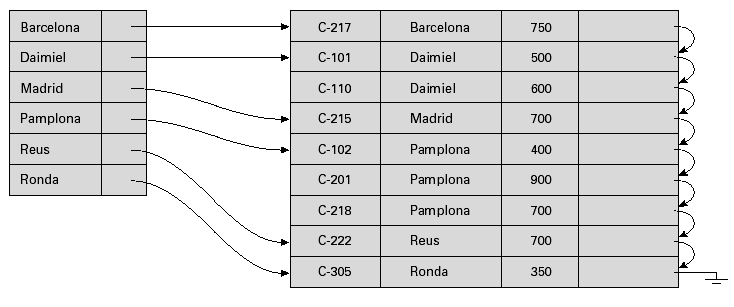 Barcelona C-217 Barcelona 750
Daimiel C-101 Daimiel 500
Madrid C-110 Daimiel 600
Pamplona C-215 Madrid 700
Reus C-102 Pamplona 400
Ronda C-201 Pamplona 900
C-218 Pamplona 700
C-222 Reus 700
C-305 Ronda 350